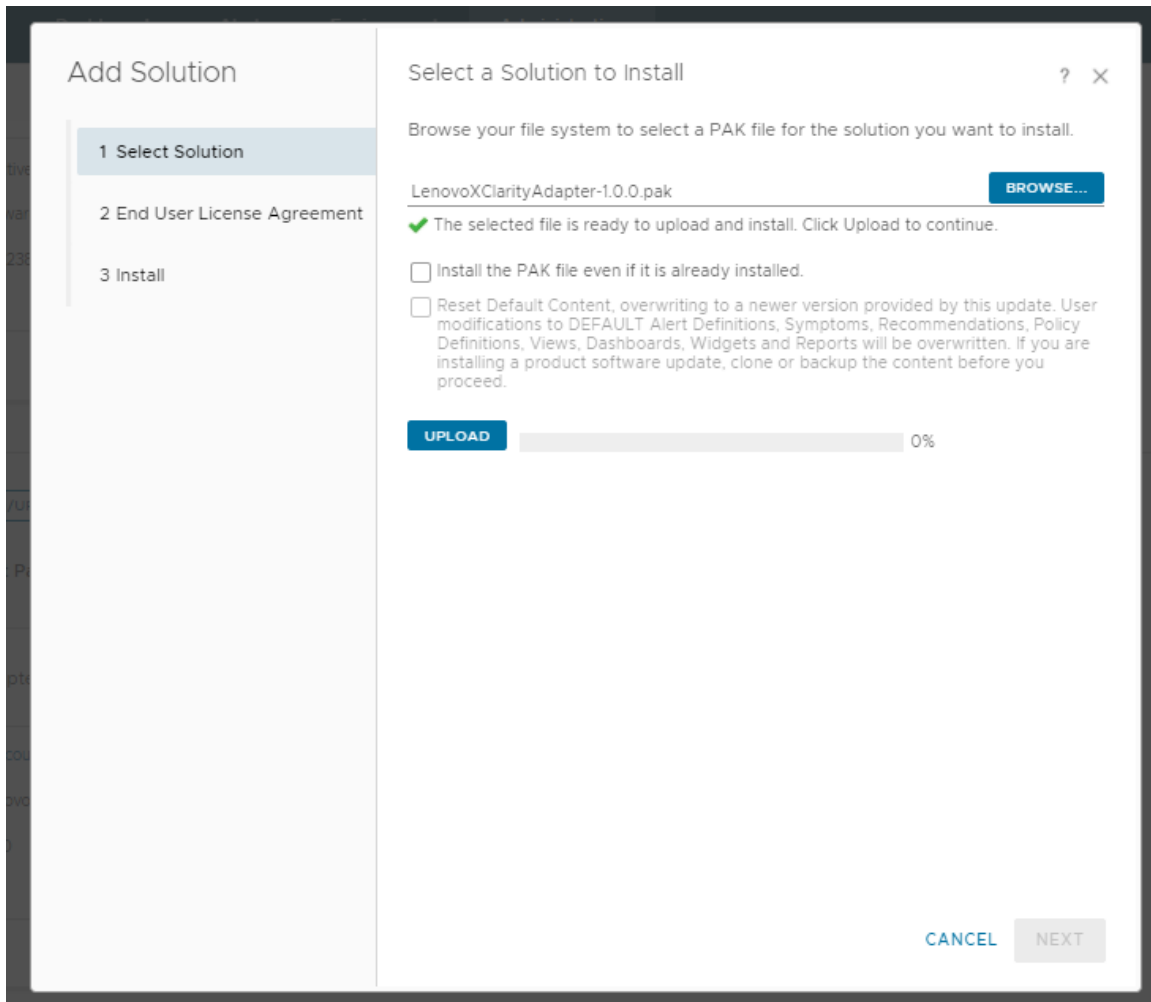 Add Solution
1 Select Solution
2 End User License Agreement
3 Install
Select a Solution to Install
?
Browse your file system to select a PAK file for the solution you want to install.
LenovoXClarityAdapter-1.0.0.pak
BROWSE...
The selected file is ready to upload and install. Click Upload to continue.
Install the PAK file even if it is already installed.
Reset Default Content, overwriting to a newer version provided by this update. User
modifications to DEFAULT Alert Definitions, Symptoms, Recommendations, Policy
Definitions, Views, Dashboards, Widgets and Reports will be overwritten. If you are
installing a product software update, clone or backup the content before you
proceed.
UPLOAD
0%
CANCEL
NEXT